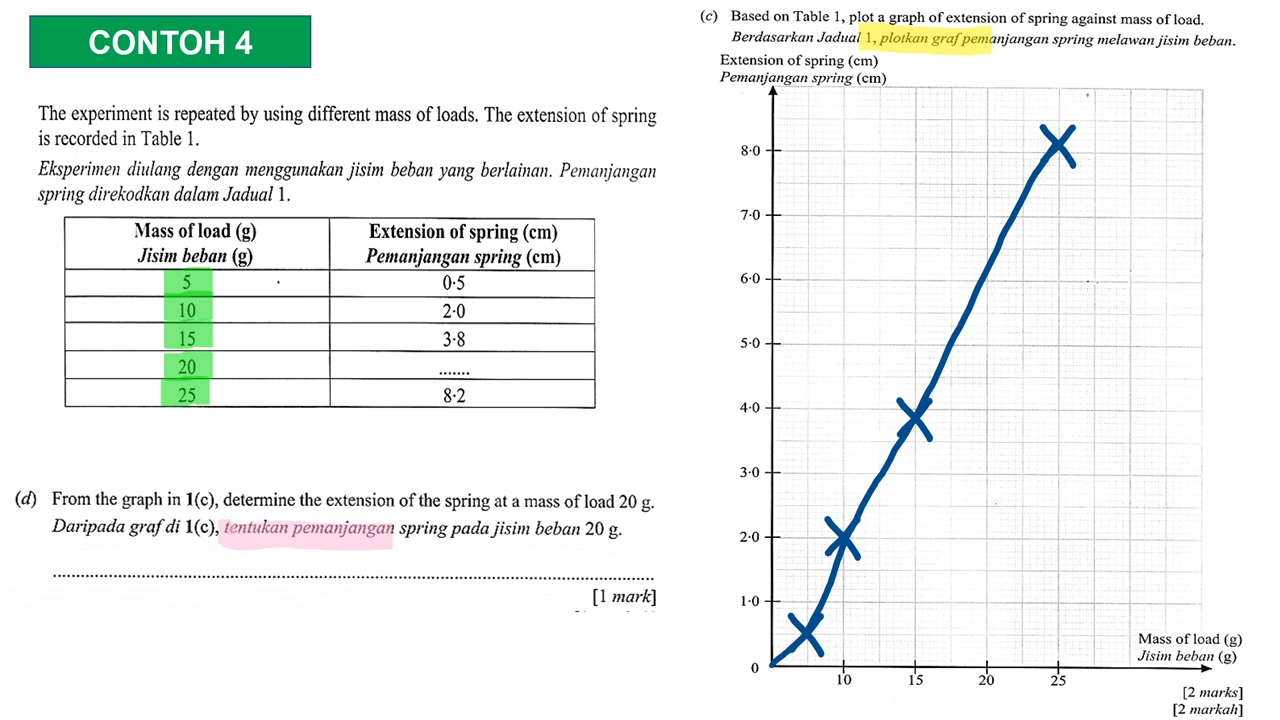 CONTOH 4
The experiment is repeated by using different mass of loads. The extension of spring
is recorded in Table 1.
Eksperimen diulang dengan menggunakan jisim beban yang berlainan. Pemanjangan
spring direkodkan dalam Jadual 1.
Mass of load (g) Extension of spring (cm)
Jisim beban (g) Pemanjangan spring (cm)
5 0·5
10 2·0
15 3·8
20 .......
25 8·2
(d) From the graph in 1(c), determine the extension of the spring at a mass of load 20 g.
Daripada graf di 1(c), tentukan pemanjangan spring pada jisim beban 20 g.
[1 mark]
(c) Based on Table 1, plot a graph of extension of spring against mass of load.
Berdasarkan Jadual 1, plotkan graf pemanjangan spring melawan jisim beban.
Extension of spring (cm)
Pemanjangan spring (cm)
8·0
7·0
6·0
5·0
4·0
3·0
2·0
1·0
0
Mass of load (g)
Jisim beban (g)
10 15 20 25
[2 marks]
[2 markah]